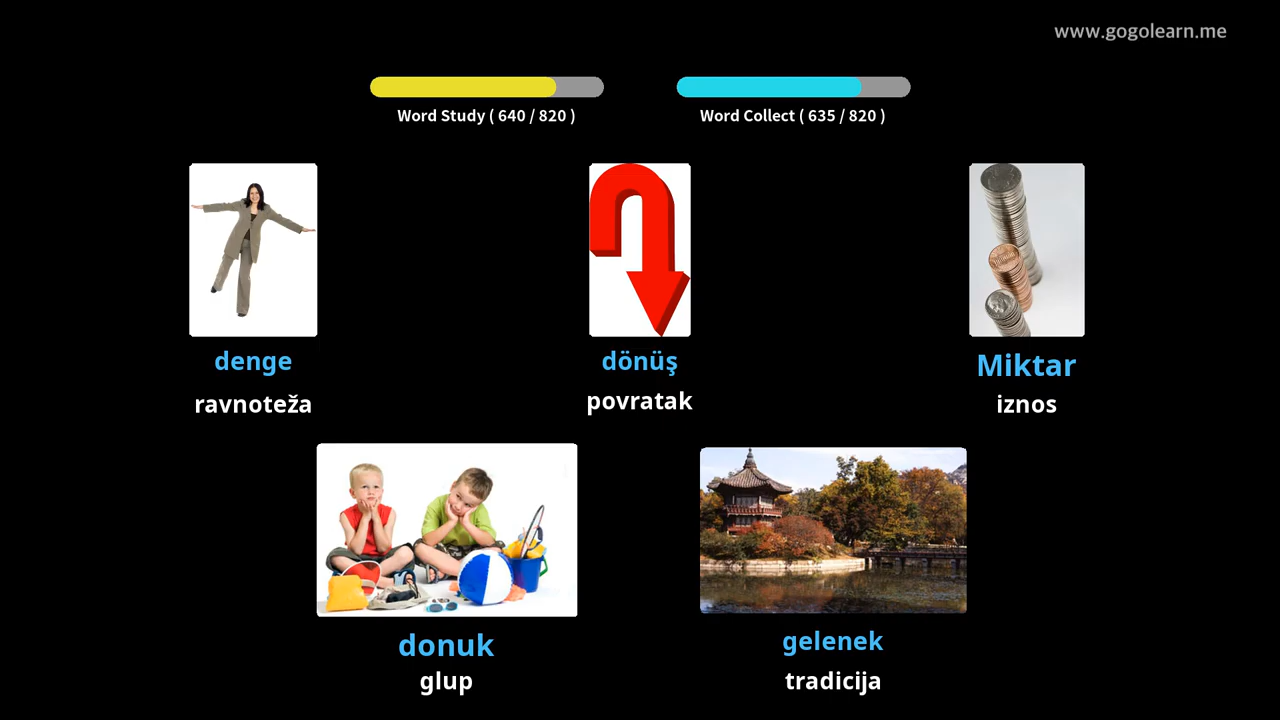 www.gogolearn.me
Word Study ( 640 / 820 )
Word Collect ( 635 / 820 )
denge
ravnoteža
dönüş
povratak
Miktar
iznos
donuk
glup
gelenek
tradicija